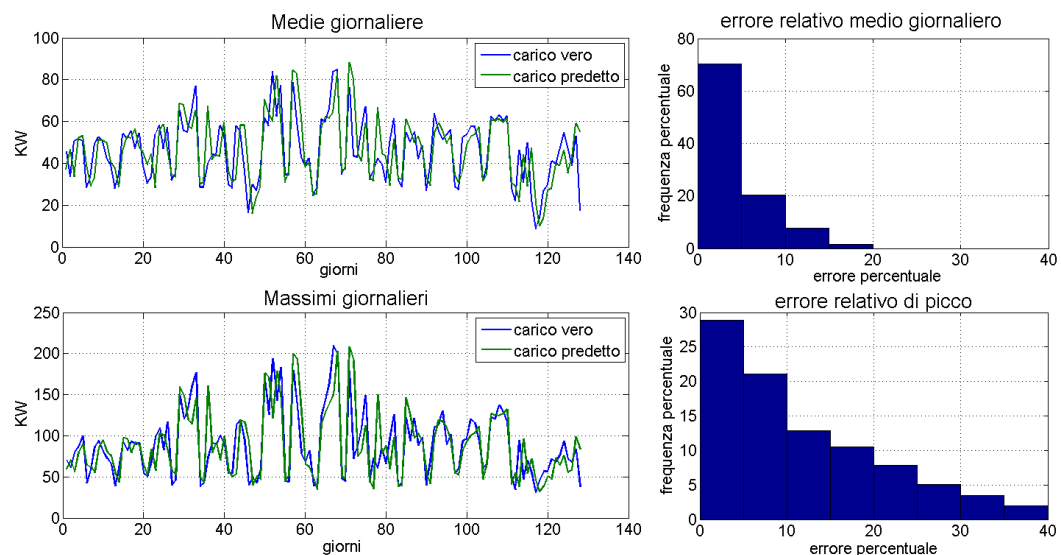 Medie giornaliere
100
80
60
40
20
0
KW
0 20 40 60 80 100 120 140
giorni
carico vero
carico predetto
errore relativo medio giornaliero
80
60
40
20
0
frequenza percentuale
0 10 20 30 40
errore percentuale
Massimi giornalieri
250
200
150
100
50
0
KW
0 20 40 60 80 100 120 140
giorni
carico vero
carico predetto
errore relativo di picco
30
25
20
15
10
5
0
frequenza percentuale
0 10 20 30 40
errore percentuale